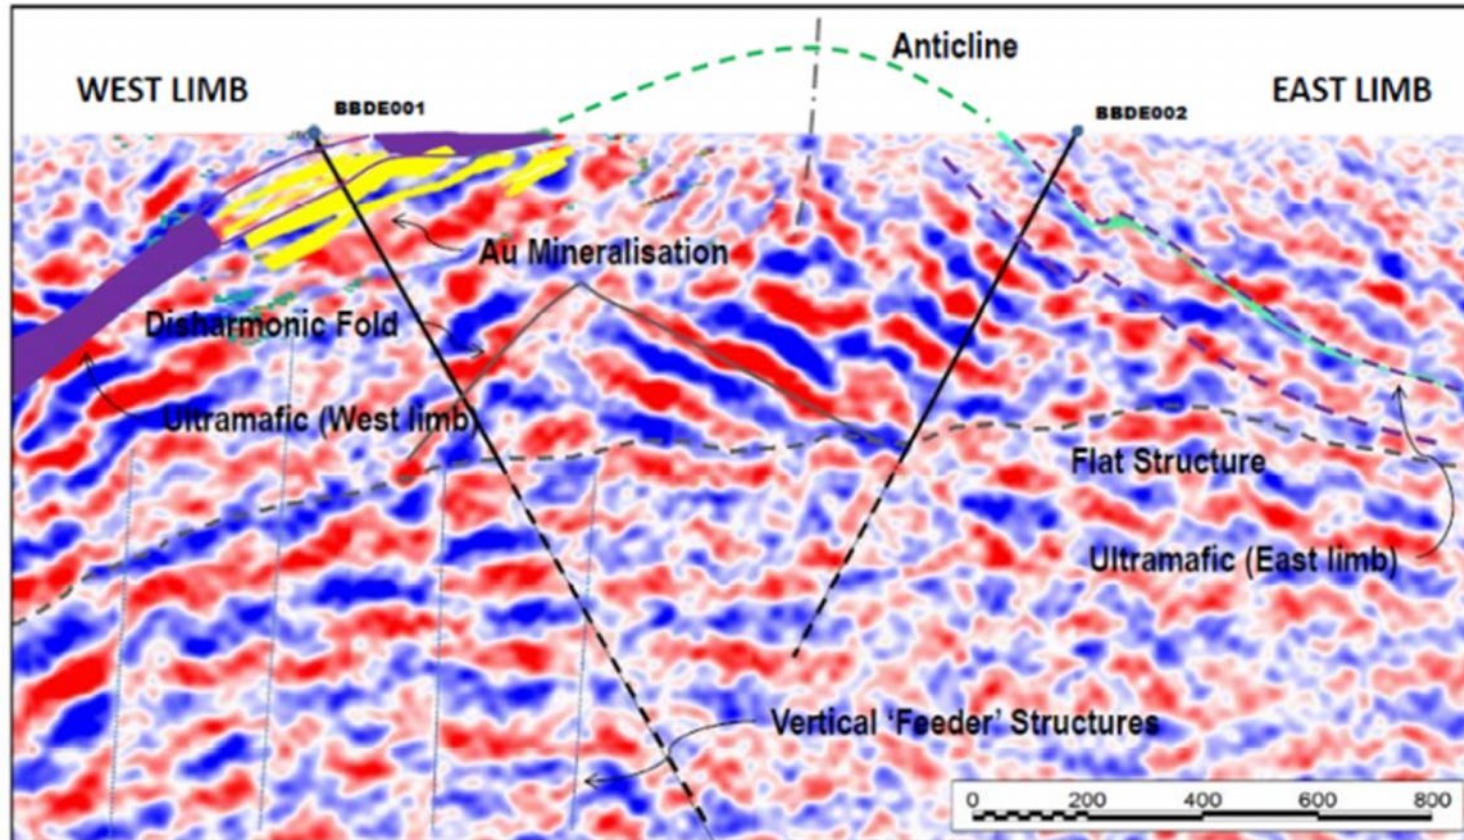 Anticline
WEST LIMB
EAST LIMB
BBDE001
BBDE002
Au Mineralisation
Disharmonic Fold
Ultramafic (West limb)
Flat Structure
Ultramafic (East limb)
Vertical ‘Feeder’ Structures
0 200 400 600 800